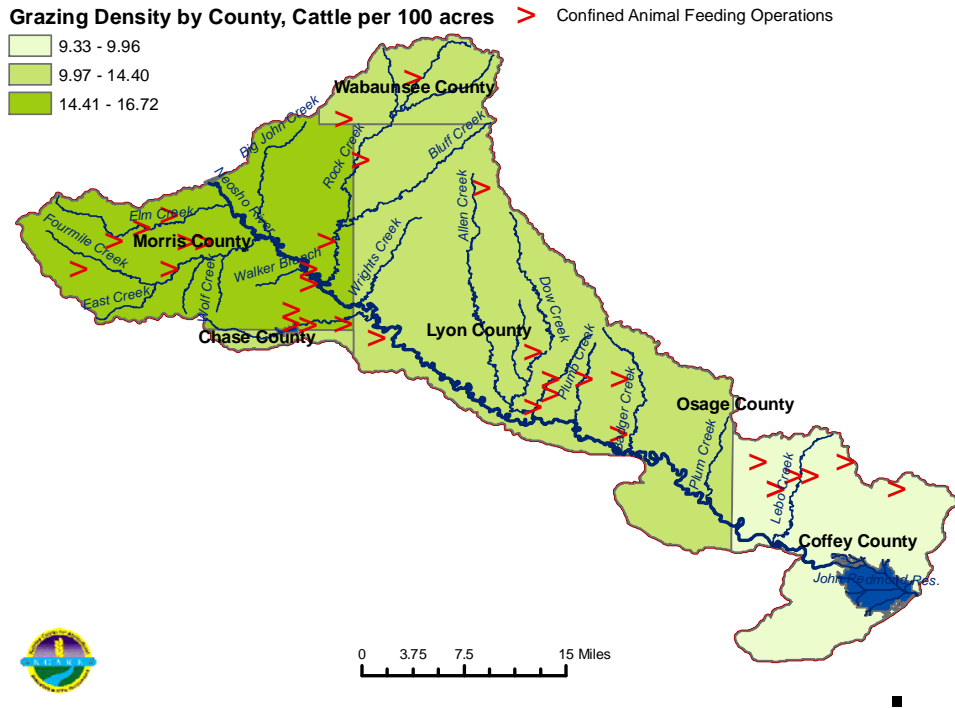 Grazing Density by County, Cattle per 100 acres
> Confined Animal Feeding Operations
9.33 - 9.96
9.97 - 14.40
14.41 - 16.72
Wabaunsee County
Big John Creek
Rock Creek
Bluff Creek
Neosho River
Allen Creek
Elm Creek
Fourmile Creek
Morris County
Walker Branch
Wrights Creek
East Creek
Wolf Creek
Dow Creek
Chase County
Lyon County
Plumb Creek
Badger Creek
Osage County
Plum Creek
Lebo Creek
Coffey County
John Redmond Res.
KCARE
0 3.75 7.5 15 Miles